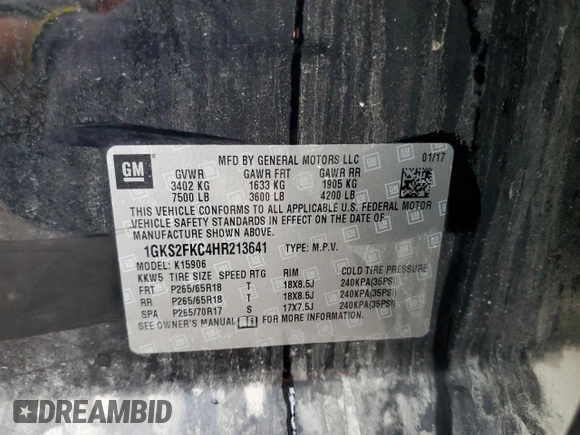 GM
MFD BY GENERAL MOTORS LLC 01/17
GVWR GAWR FRT GAWR RR
3402 KG 1633 KG 1905 KG
7500 LB 3600 LB 4200 LB
THIS VEHICLE CONFORMS TO ALL APPLICABLE U.S. FEDERAL MOTOR
VEHICLE SAFETY STANDARDS IN EFFECT ON THE DATE OF
MANUFACTURE SHOWN ABOVE.
1GKS2FKC4HR213641 TYPE: M.P.V.
MODEL: K15906
KKW5 TIRE SIZE SPEED RTG RIM COLD TIRE PRESSURE
FRT P265/65R18 T 18X8.5J 240KPA(35PSI)
RR P265/65R18 T 18X8.5J 240KPA(35PSI)
SPA P265/70R17 S 17X7.5J 240KPA(35PSI)
SEE OWNER'S MANUAL FOR MORE INFORMATION
DREAMBID